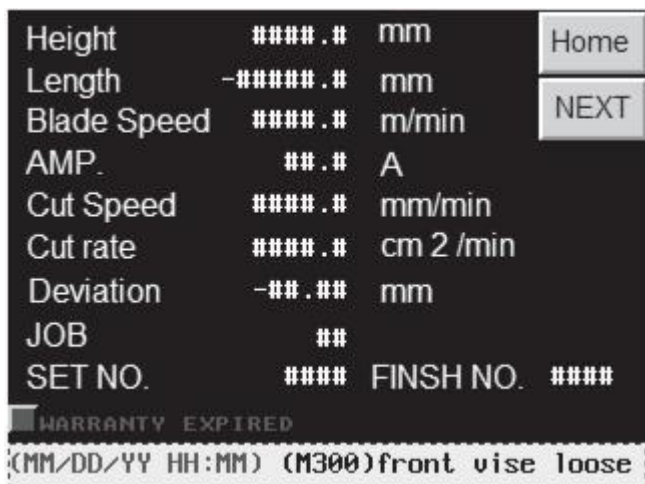 Height ####.# mm Home
Length -#####.# mm
Blade Speed ####.# m/min NEXT
AMP. ##.# A
Cut Speed ####.# mm/min
Cut rate ####.# cm 2 /min
Deviation -##.## mm
JOB ##
SET NO. #### FINSH NO. ####
WARRANTY EXPIRED
(MM/DD/YY HH:MM) (M300)front vise loose